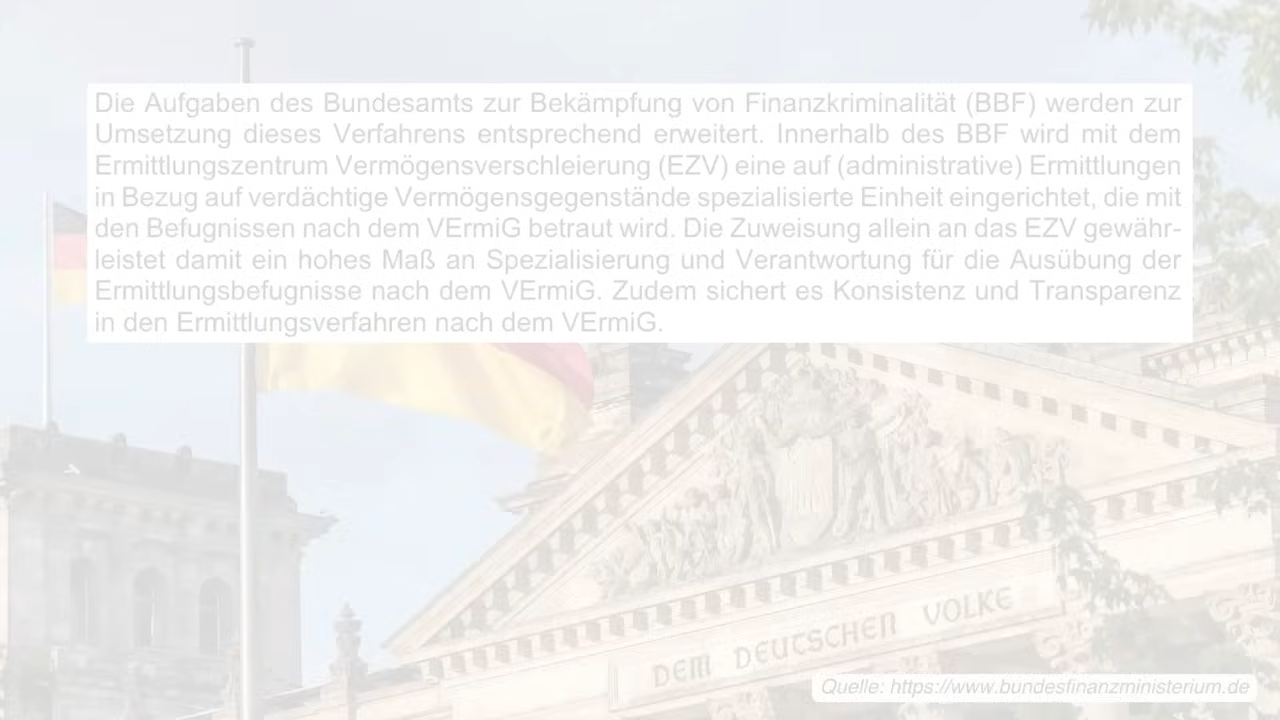 Die Aufgaben des Bundesamts zur Bekämpfung von Finanzkriminalität (BBF) werden zur
Umsetzung dieses Verfahrens entsprechend erweitert. Innerhalb des BBF wird mit dem
Ermittlungszentrum Vermögensverschleierung (EZV) eine auf (administrative) Ermittlungen
in Bezug auf verdächtige Vermögensgegenstände spezialisierte Einheit eingerichtet, die mit
den Befugnissen nach dem VErmiG betraut wird. Die Zuweisung allein an das EZV gewähr-
leistet damit ein hohes Maß an Spezialisierung und Verantwortung für die Ausübung der
Ermittlungsbefugnisse nach dem VErmiG. Zudem sichert es Konsistenz und Transparenz
in den Ermittlungsverfahren nach dem VErmiG.
DEM DEUTSCHEN VOLKE
Quelle: https://www.bundesfinanzministerium.de